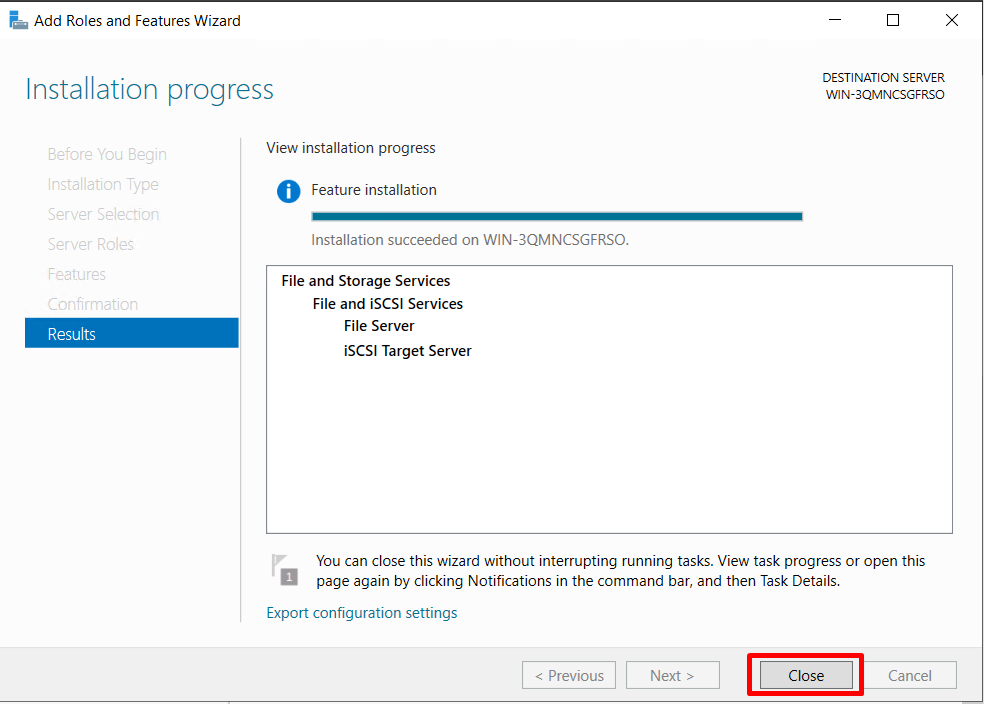 Add Roles and Features Wizard
Installation progress
DESTINATION SERVER
WIN-3QMNCSGFRSO
Before You Begin
Installation Type
Server Selection
Server Roles
Features
Confirmation
Results
View installation progress
Feature installation
Installation succeeded on WIN-3QMNCSGFRSO.
File and Storage Services
File and iSCSI Services
File Server
iSCSI Target Server
1
You can close this wizard without interrupting running tasks. View task progress or open this
page again by clicking Notifications in the command bar, and then Task Details.
Export configuration settings
< Previous
Next >
Close
Cancel